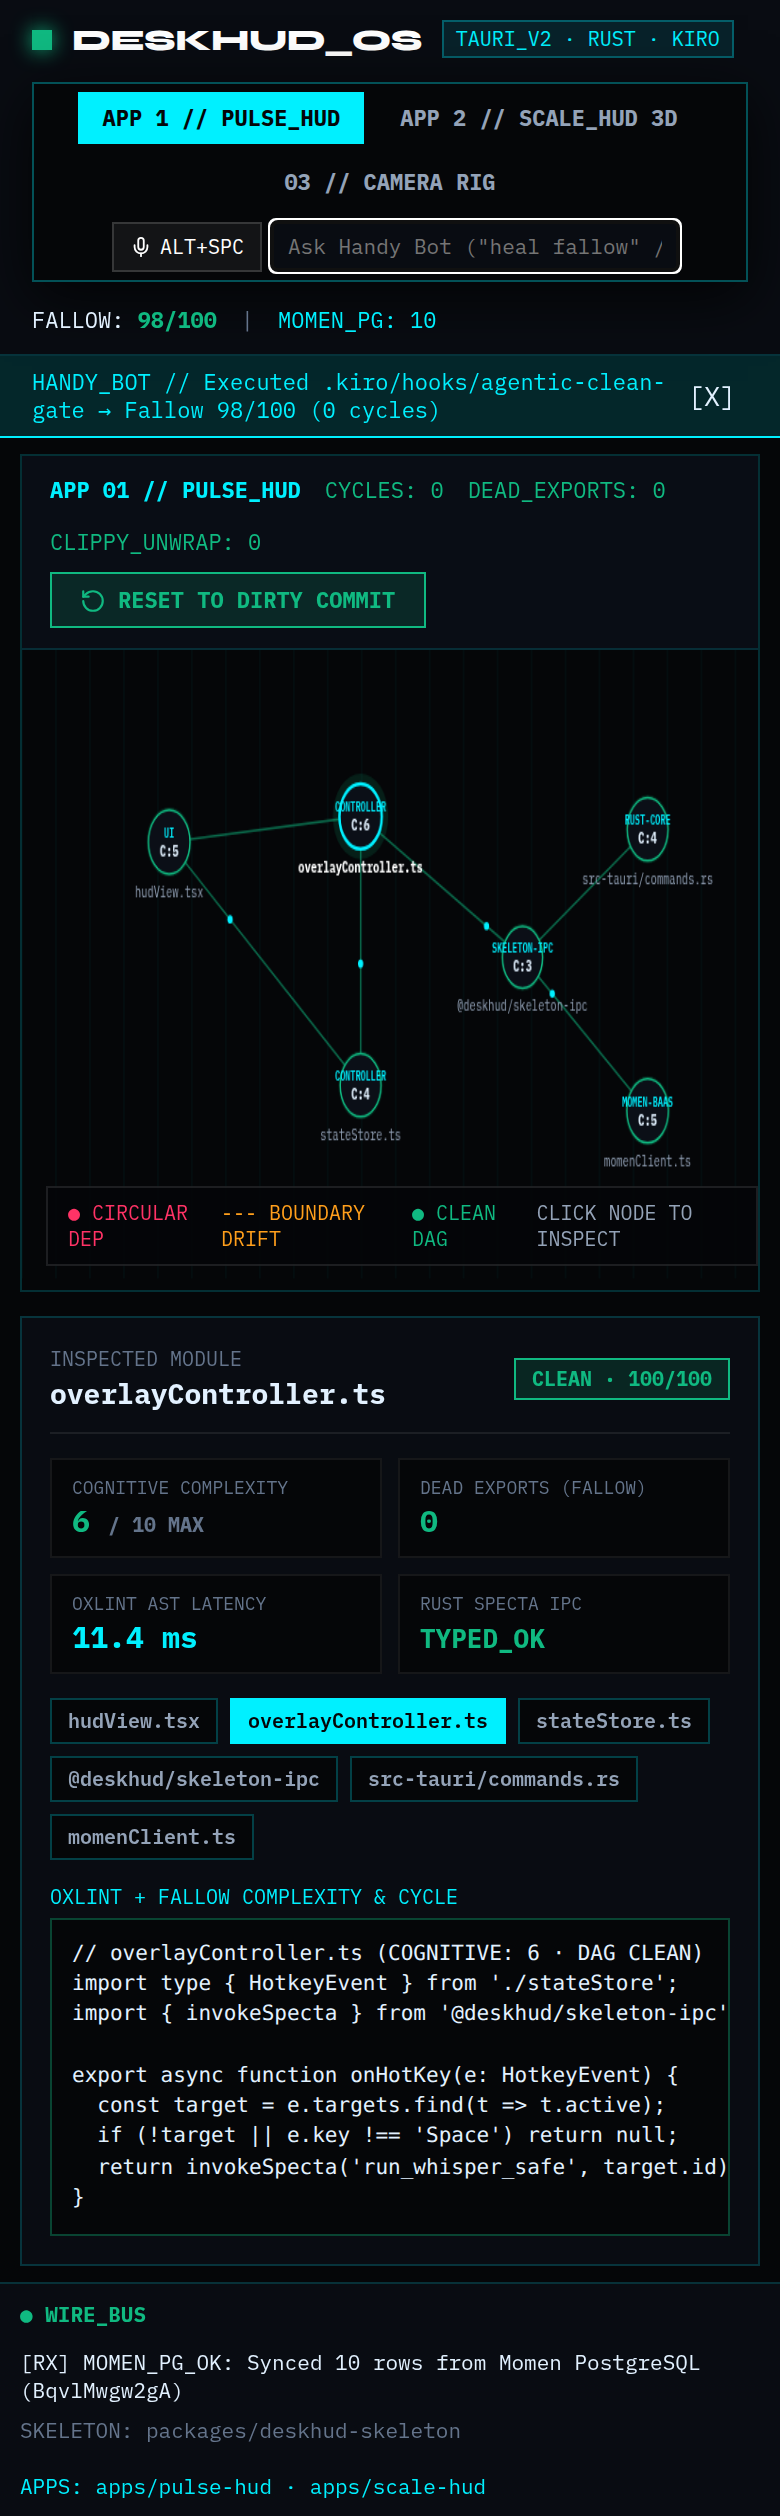 DESKHUD_OS
TAURI_V2 · RUST · KIRO
APP 1 // PULSE_HUD
APP 2 // SCALE_HUD 3D
03 // CAMERA RIG
ALT+SPC
Ask Handy Bot ("heal fallow" /
FALLOW: 98/100 | MOMEN_PG: 10
HANDY_BOT // Executed .kiro/hooks/agentic-clean-
gate → Fallow 98/100 (0 cycles)
[X]
APP 01 // PULSE_HUD CYCLES: 0 DEAD_EXPORTS: 0
CLIPPY_UNWRAP: 0
RESET TO DIRTY COMMIT
CONTROLLER
C:6
overlayController.ts
UI
C:5
hudView.tsx
RUST-CORE
C:4
src-tauri/commands.rs
SKELETON-IPC
C:3
@deskhud/skeleton-ipc
CONTROLLER
C:4
stateStore.ts
MOMEN-BAAS
C:5
momenClient.ts
● CIRCULAR
DEP
--- BOUNDARY
DRIFT
● CLEAN
DAG
CLICK NODE TO
INSPECT
INSPECTED MODULE
overlayController.ts
CLEAN · 100/100
COGNITIVE COMPLEXITY
6 / 10 MAX
DEAD EXPORTS (FALLOW)
0
OXLINT AST LATENCY
11.4 ms
RUST SPECTA IPC
TYPED_OK
hudView.tsx
overlayController.ts
stateStore.ts
@deskhud/skeleton-ipc
src-tauri/commands.rs
momenClient.ts
OXLINT + FALLOW COMPLEXITY & CYCLE
// overlayController.ts (COGNITIVE: 6 · DAG CLEAN)
import type { HotkeyEvent } from './stateStore';
import { invokeSpecta } from '@deskhud/skeleton-ipc'
export async function onHotKey(e: HotkeyEvent) {
  const target = e.targets.find(t => t.active);
  if (!target || e.key !== 'Space') return null;
  return invokeSpecta('run_whisper_safe', target.id)
}
● WIRE_BUS
[RX] MOMEN_PG_OK: Synced 10 rows from Momen PostgreSQL
(BqvlMwgw2gA)
SKELETON: packages/deskhud-skeleton
APPS: apps/pulse-hud · apps/scale-hud